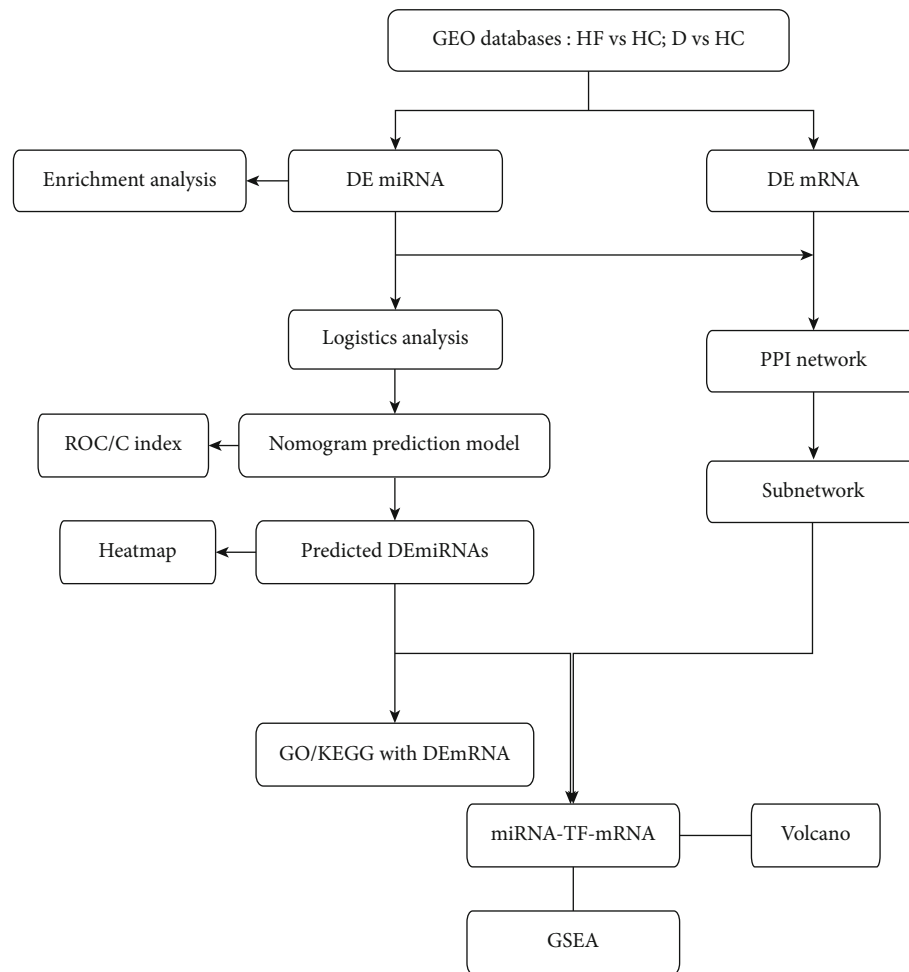 GEO databases : HF vs HC; D vs HC
Enrichment analysis
DE miRNA
DE mRNA
Logistics analysis
PPI network
ROC/C index
Nomogram prediction model
Subnetwork
Heatmap
Predicted DEmiRNAs
GO/KEGG with DEmRNA
miRNA-TF-mRNA
Volcano
GSEA